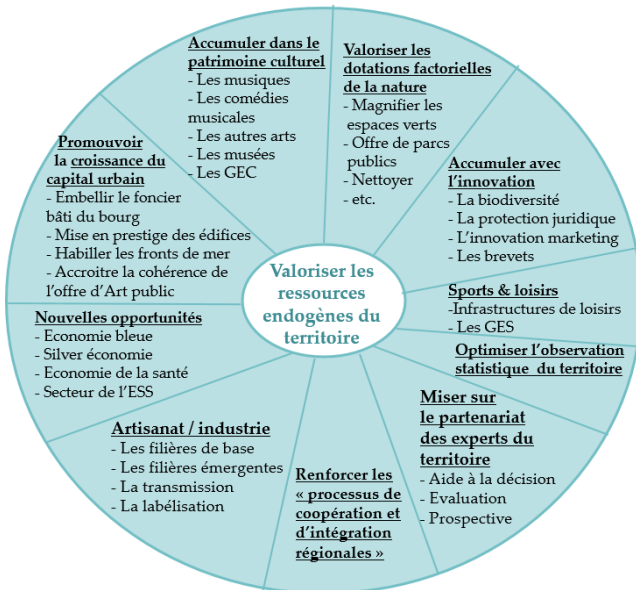 Accumuler dans le
patrimoine culturel
- Les musiques
- Les comédies
musicales
- Les autres arts
- Les musées
- Les GEC
Valoriser les
dotations factorielles
de la nature
- Magnifier les
espaces verts
- Offre de parcs
publics
- Nettoyer
- etc.
Promouvoir
la croissance du
capital urbain
- Embellir le foncier
bâti du bourg
- Mise en prestige des édifices
- Habiller les fronts de mer
- Accroitre la cohérence de
l'offre d'Art public
Accumuler avec
l'innovation
- La biodiversité
- La protection juridique
- L'innovation marketing
- Les brevets
Valoriser les
ressources
endogènes du
territoire
Sports & loisirs
-Infrastructures de loisirs
- Les GES
Nouvelles opportunités
- Economie bleue
- Silver économie
- Economie de la santé
- Secteur de l'ESS
Optimiser l'observation
statistique du territoire
Miser sur
le partenariat
des experts du
territoire
- Aide à la décision
- Evaluation
- Prospective
Artisanat / industrie
- Les filières de base
- Les filières émergentes
- La transmission
- La labélisation
Renforcer les
« processus de
coopération et
d'intégration
régionales »